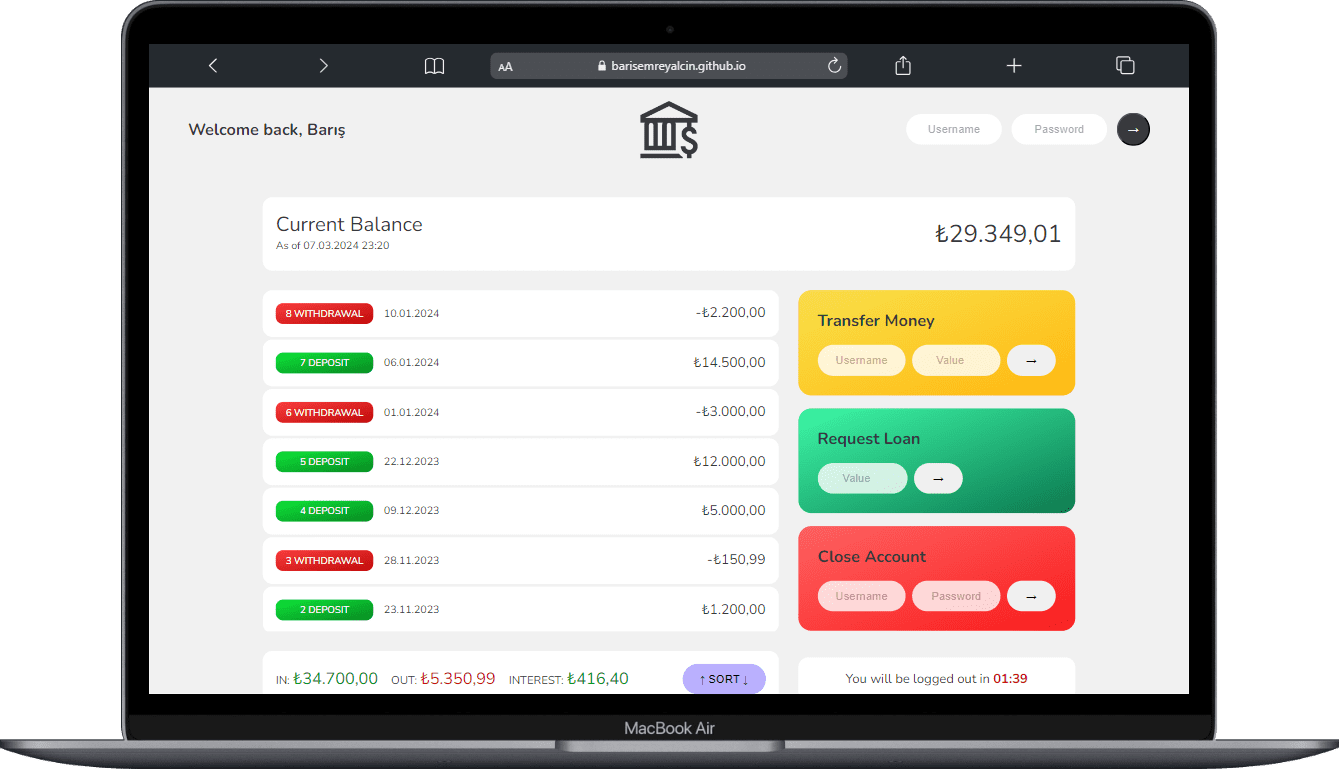 AA barisemreyalcin.github.io
Welcome back, Barış
Username Password →
Current Balance
As of 07.03.2024 23:20
₺29.349,01
8 WITHDRAWAL 10.01.2024 -₺2.200,00
7 DEPOSIT 06.01.2024 ₺14.500,00
6 WITHDRAWAL 01.01.2024 -₺3.000,00
5 DEPOSIT 22.12.2023 ₺12.000,00
4 DEPOSIT 09.12.2023 ₺5.000,00
3 WITHDRAWAL 28.11.2023 -₺150,99
2 DEPOSIT 23.11.2023 ₺1.200,00
IN: ₺34.700,00 OUT: ₺5.350,99 INTEREST: ₺416,40 ↑ SORT ↓
Transfer Money
Username Value →
Request Loan
Value →
Close Account
Username Password →
You will be logged out in 01:39
MacBook Air